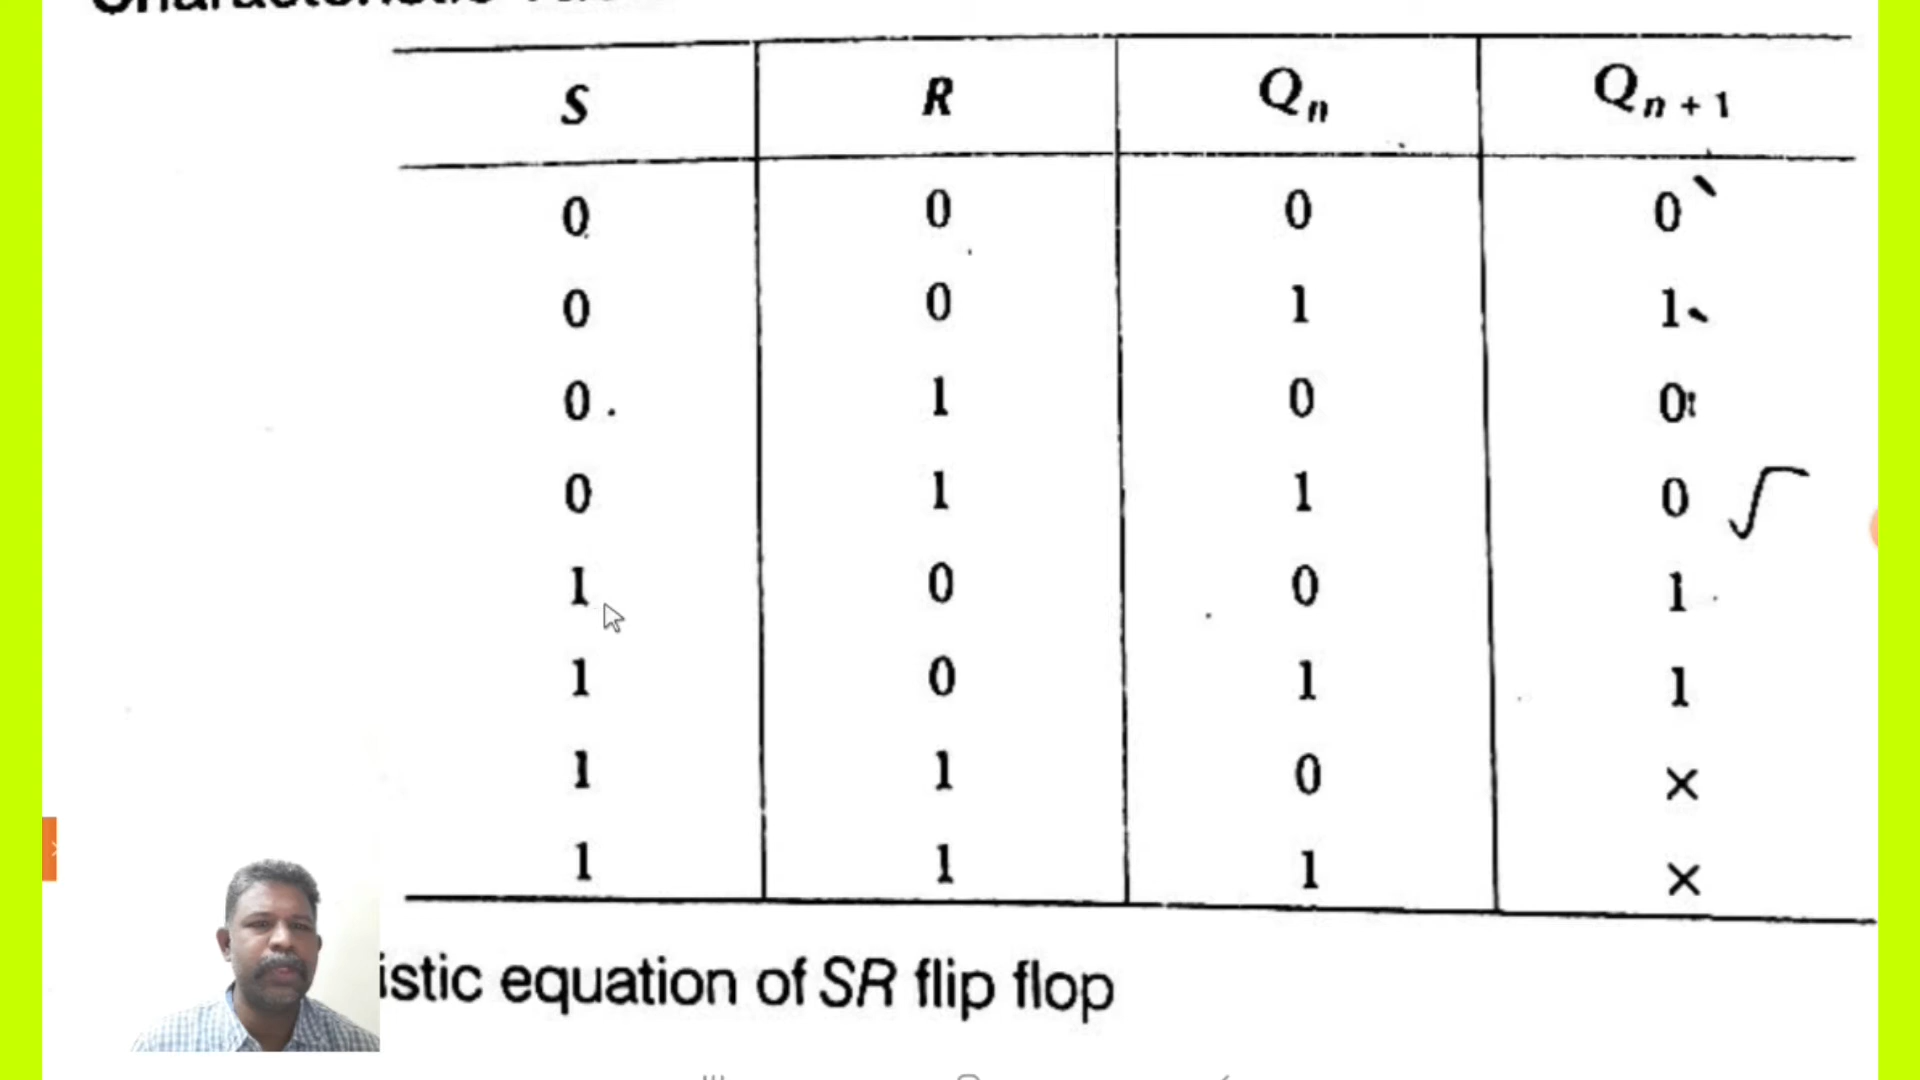 S R Qn Qn + 1
0 0 0 0
0 0 1 1
0 1 0 0
0 1 1 0
1 0 0 1
1 0 1 1
1 1 0 ×
1 1 1 ×
istic equation of SR flip flop